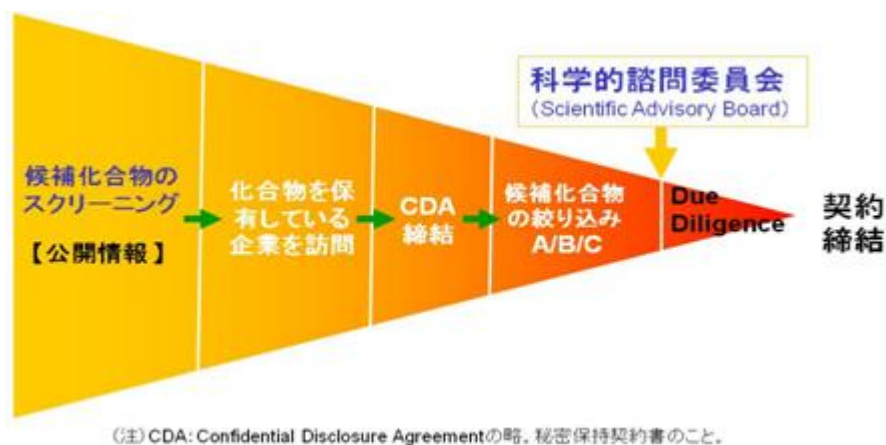 科学的諮問委員会
(Scientific Advisory Board)
候補化合物の
スクリーニング
【公開情報】
化合物を保
有している
企業を訪問
CDA
締結
候補化合物
の絞り込み
A/B/C
Due
Diligence
契約
締結
(注)CDA:Confidential Disclosure Agreementの略。秘密保持契約書のこと。